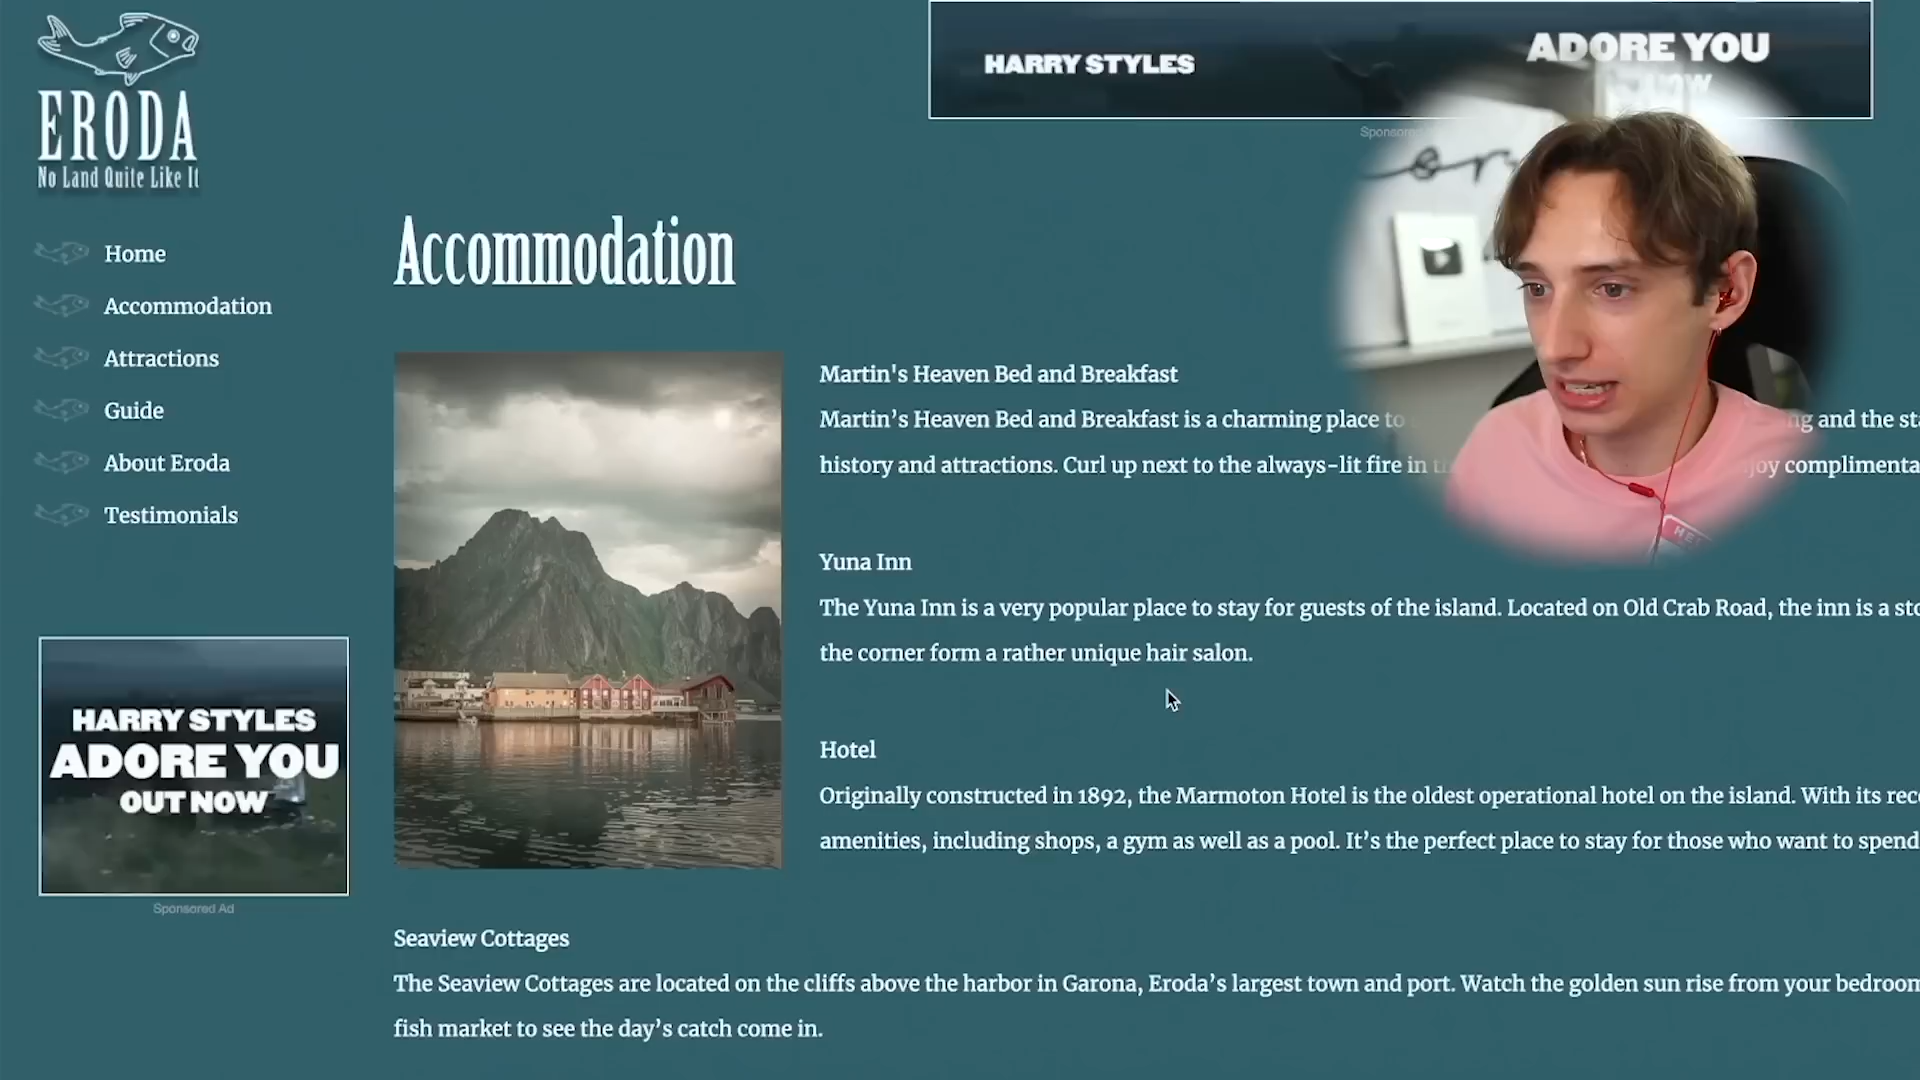 ERODA
No Land Quite Like It
HARRY STYLES
ADORE YOU
NOW
Sponsored
Home
Accommodation
Attractions
Guide
About Eroda
Testimonials
HARRY STYLES
ADORE YOU
OUT NOW
Sponsored Ad
Accommodation
Martin's Heaven Bed and Breakfast
Martin’s Heaven Bed and Breakfast is a charming place to and the
history and attractions. Curl up next to the always-lit fire in
Yuna Inn
The Yuna Inn is a very popular place to stay for guests of the island. Located on Old Crab Road, the inn is a
the corner form a rather unique hair salon.
Hotel
Originally constructed in 1892, the Marmoton Hotel is the oldest operational hotel on the island. With its
amenities, including shops, a gym as well as a pool. It’s the perfect place to stay for those who want to spend
Seaview Cottages
The Seaview Cottages are located on the cliffs above the harbor in Garona, Eroda’s largest town and port. Watch the golden sun rise from your bedroom
fish market to see the day’s catch come in.